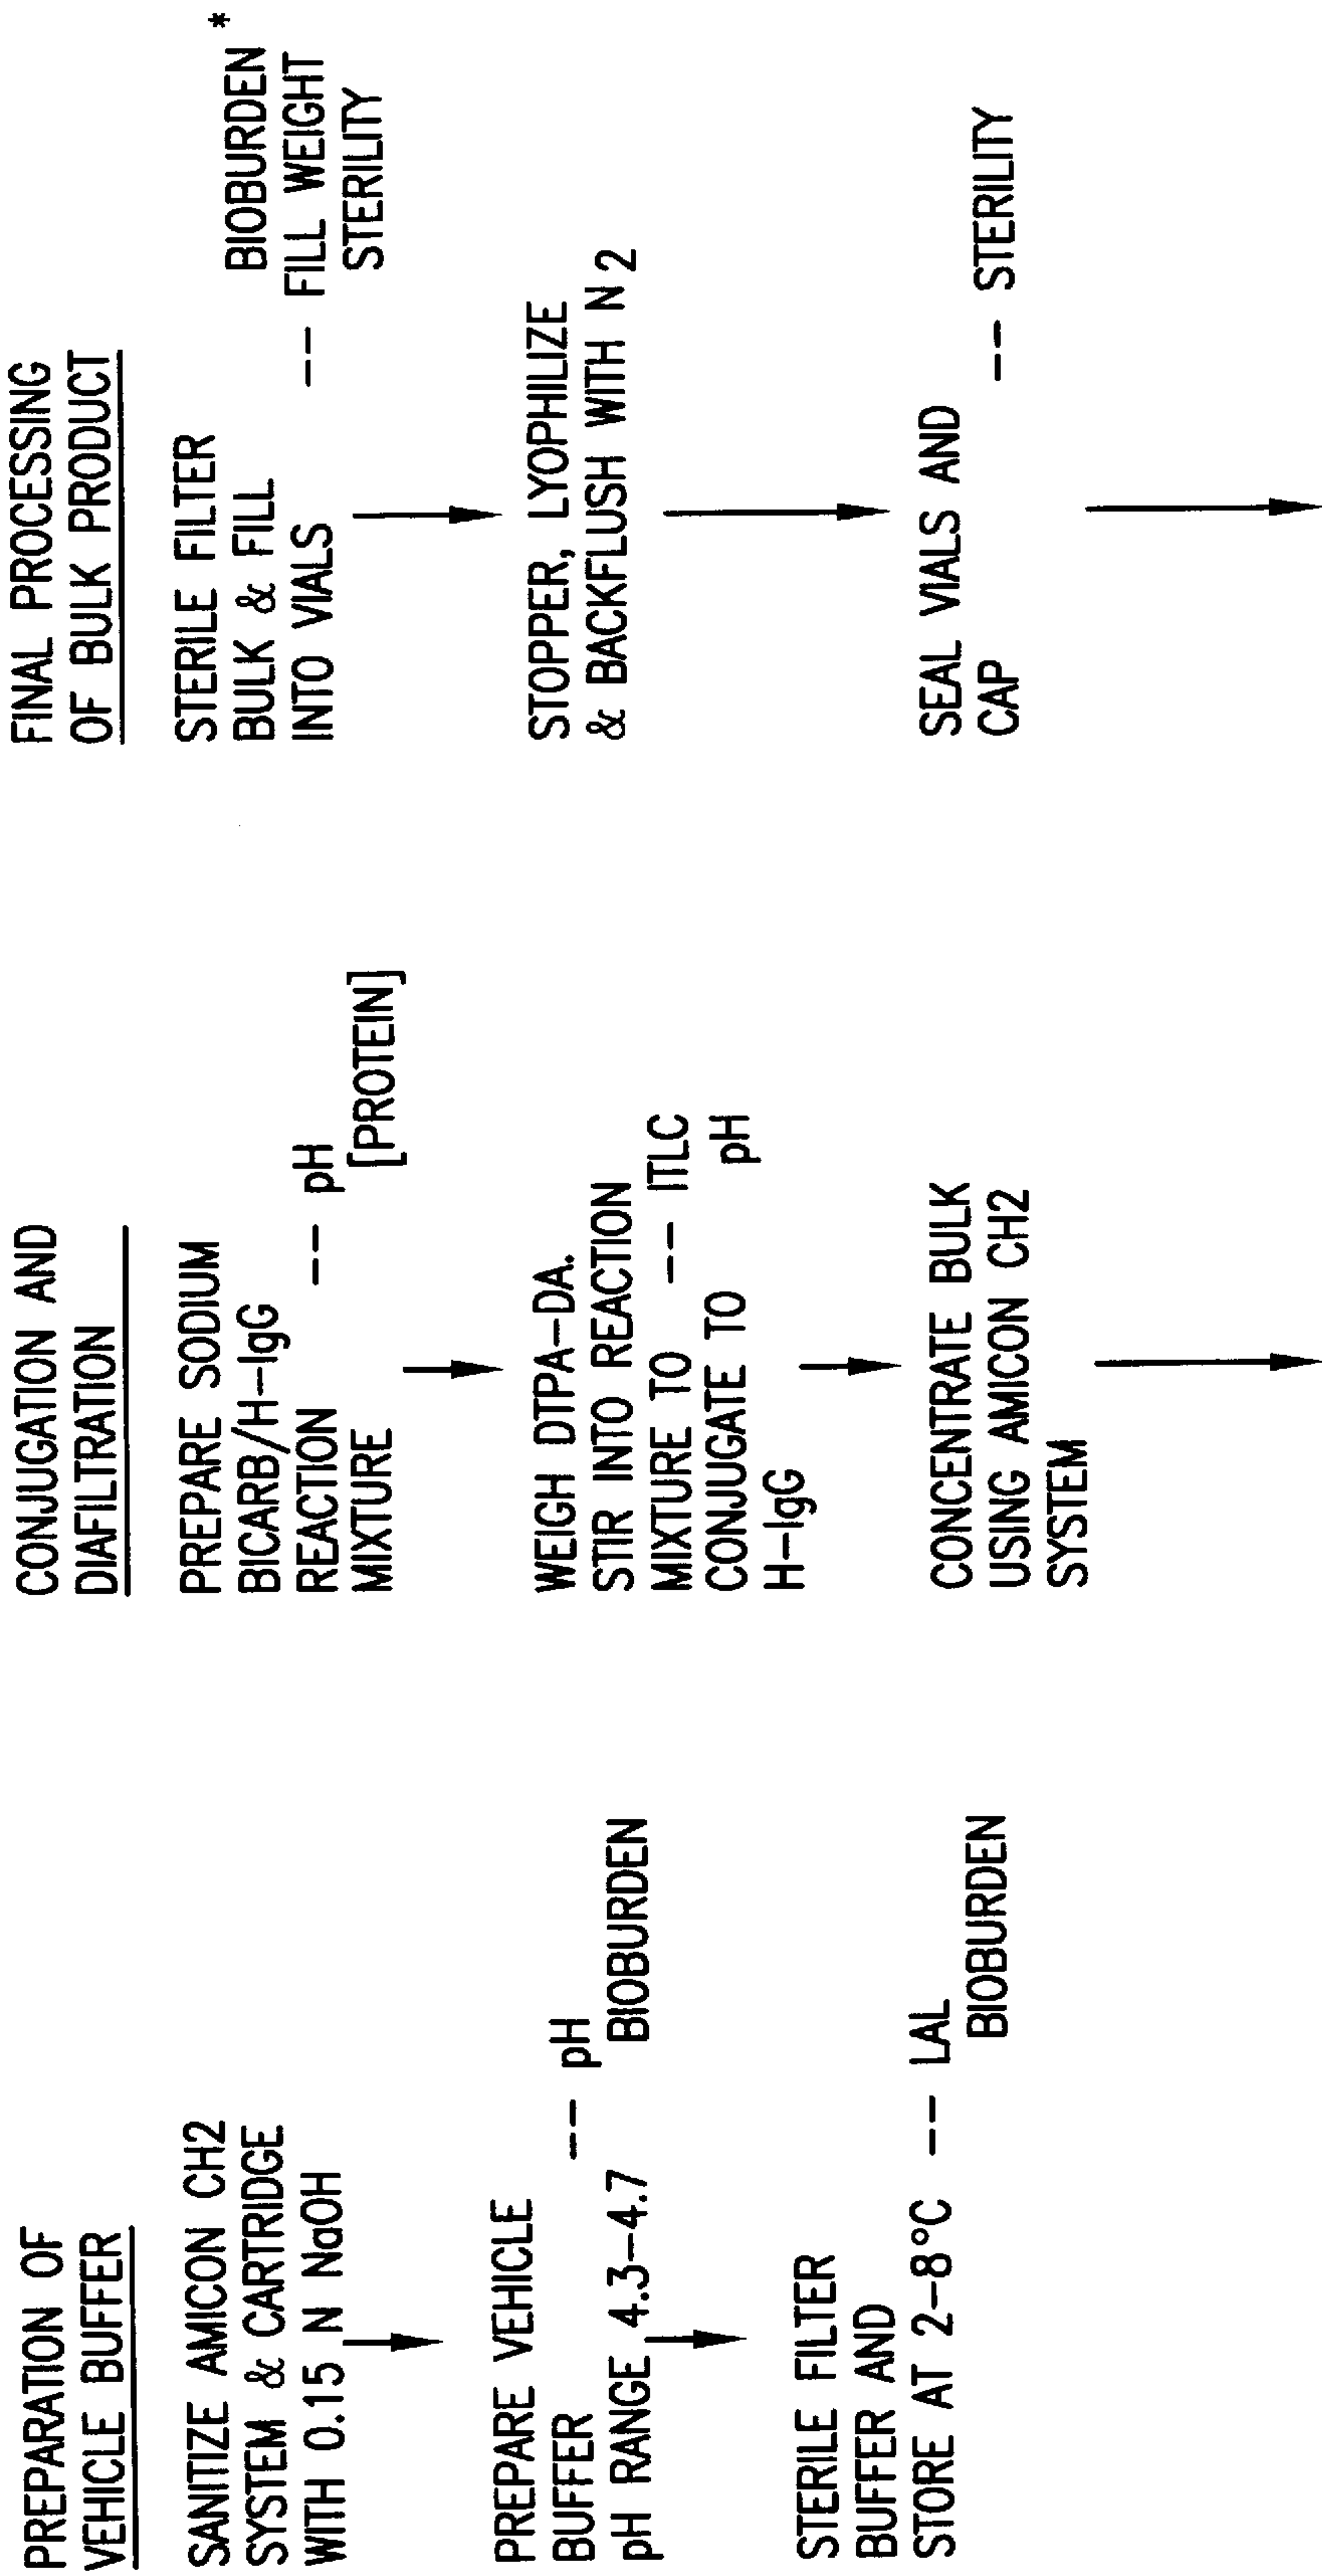 PREPARATION OF
VEHICLE BUFFER
SANITIZE AMICON CH2
SYSTEM & CARTRIDGE
WITH 0.15 N NaOH
PREPARE VEHICLE
BUFFER -- pH
pH RANGE 4.3-4.7 BIOBURDEN
STERILE FILTER
BUFFER AND
STORE AT 2-8°C -- LAL
BIOBURDEN
CONJUGATION AND
DIAFILTRATION
PREPARE SODIUM
BICARB/H-IgG
REACTION -- pH
MIXTURE [PROTEIN]
WEIGH DTPA-DA.
STIR INTO REACTION
MIXTURE TO -- ITLC
CONJUGATE TO pH
H-IgG
CONCENTRATE BULK
USING AMICON CH2
SYSTEM
FINAL PROCESSING
OF BULK PRODUCT
STERILE FILTER *
BULK & FILL BIOBURDEN
INTO VIALS -- FILL WEIGHT
STERILITY
STOPPER, LYOPHILIZE
& BACKFLUSH WITH N2
SEAL VIALS AND
CAP -- STERILITY